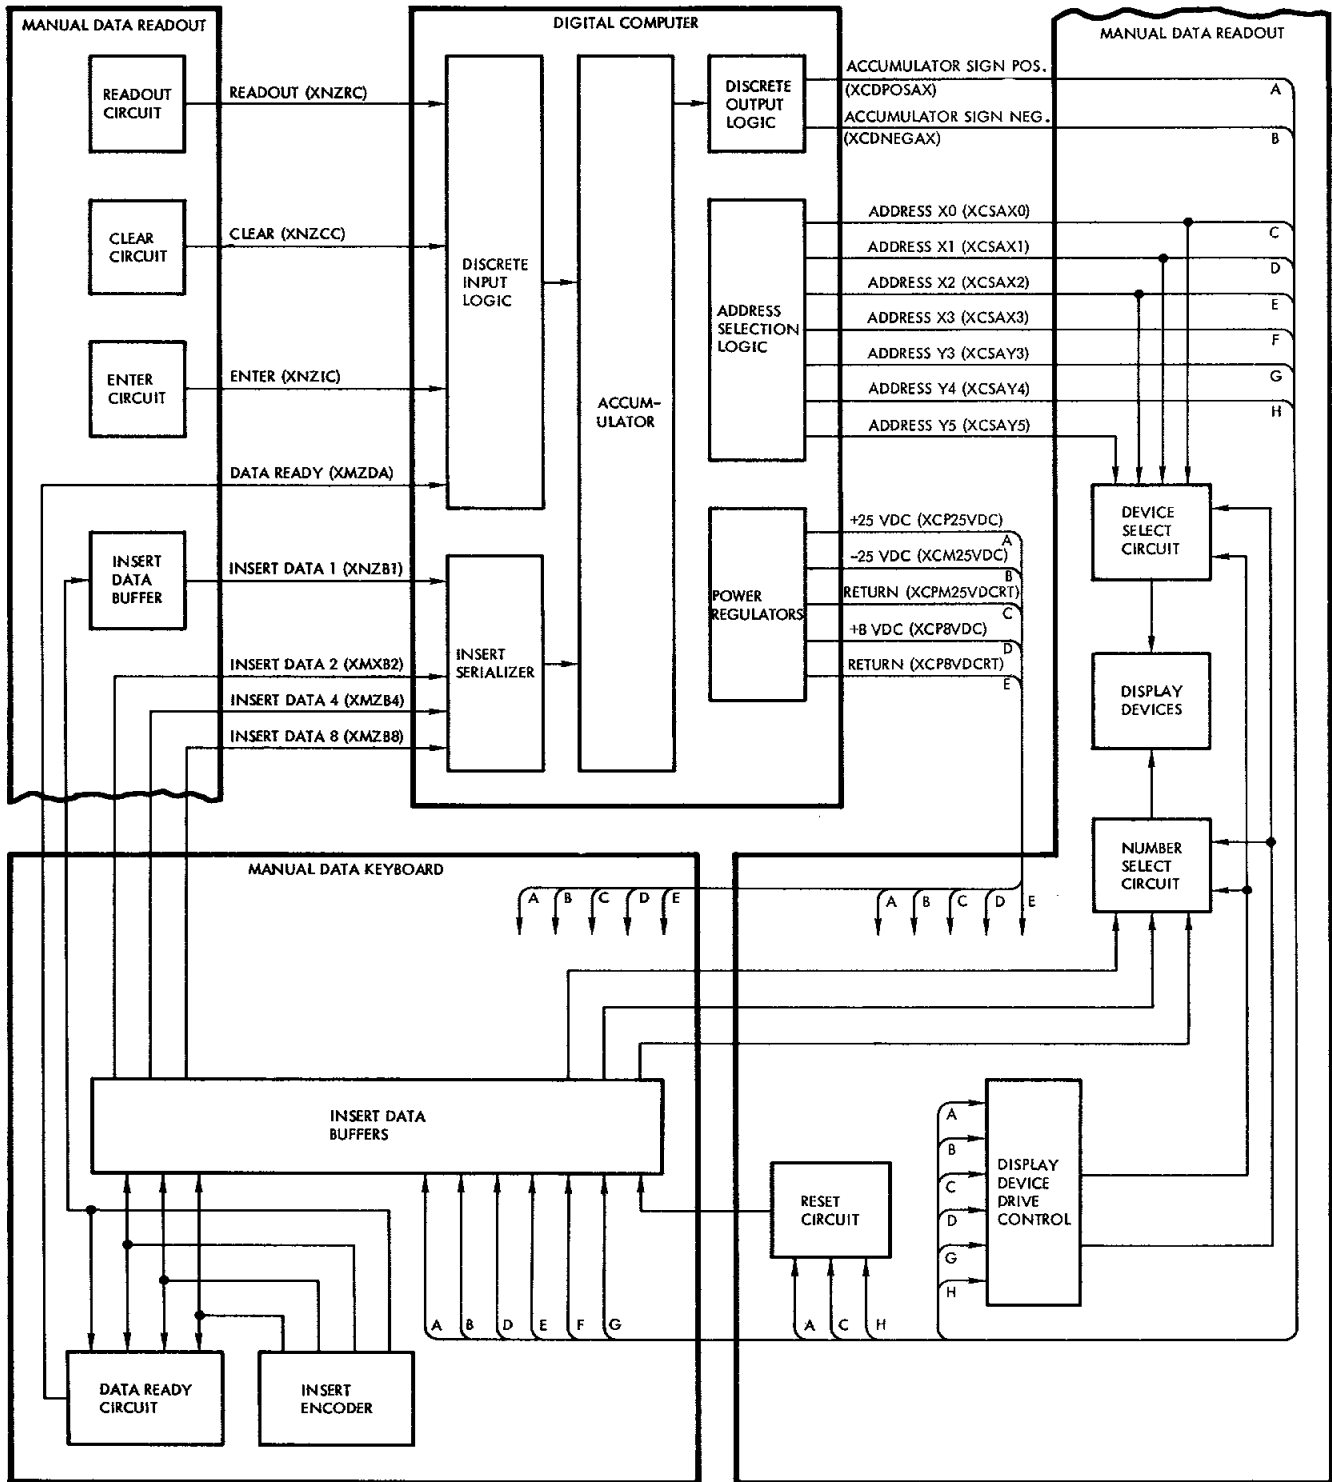 MANUAL DATA READOUT
DIGITAL COMPUTER
MANUAL DATA READOUT
READOUT
CIRCUIT
READOUT (XNZRC)
CLEAR
CIRCUIT
CLEAR (XNZCC)
ENTER
CIRCUIT
ENTER (XNZIC)
DATA READY (XMZDA)
INSERT
DATA
BUFFER
INSERT DATA 1 (XNZB1)
INSERT DATA 2 (XMXB2)
INSERT DATA 4 (XMZB4)
INSERT DATA 8 (XMZB8)
DISCRETE
INPUT
LOGIC
INSERT
SERIALIZER
ACCUM-
ULATOR
DISCRETE
OUTPUT
LOGIC
ADDRESS
SELECTION
LOGIC
POWER
REGULATORS
ACCUMULATOR SIGN POS.
(XCDPOSAX)
A
ACCUMULATOR SIGN NEG.
(XCDNEGAX)
B
ADDRESS X0 (XCSAX0)
C
ADDRESS X1 (XCSAX1)
D
ADDRESS X2 (XCSAX2)
E
ADDRESS X3 (XCSAX3)
F
ADDRESS Y3 (XCSAY3)
G
ADDRESS Y4 (XCSAY4)
H
ADDRESS Y5 (XCSAY5)
+25 VDC (XCP25VDC)
A
-25 VDC (XCM25VDC)
B
RETURN (XCPM25VDCRT)
C
+8 VDC (XCP8VDC)
D
RETURN (XCP8VDCRT)
E
DEVICE
SELECT
CIRCUIT
DISPLAY
DEVICES
NUMBER
SELECT
CIRCUIT
MANUAL DATA KEYBOARD
A B C D E
A B C D E
INSERT DATA
BUFFERS
RESET
CIRCUIT
DISPLAY
DEVICE
DRIVE
CONTROL
A
B
C
D
G
H
A B D E F G
A C H
DATA READY
CIRCUIT
INSERT
ENCODER